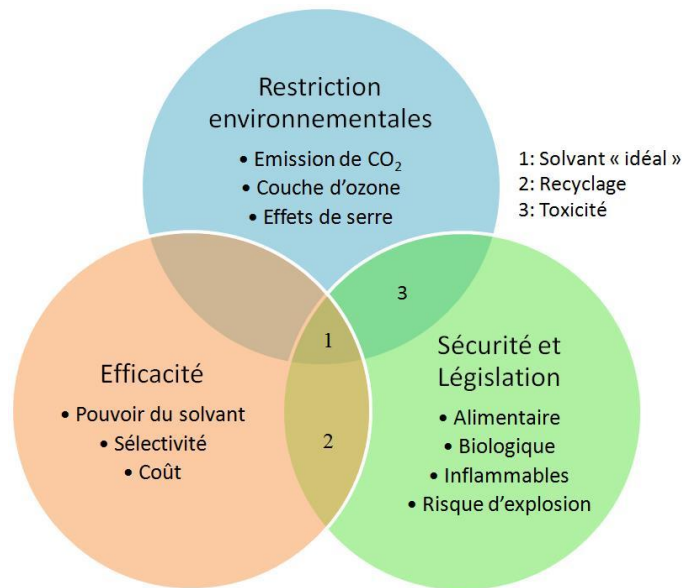 Restriction
environnementales
• Emission de CO₂
• Couche d'ozone
• Effets de serre
1: Solvant « idéal »
2: Recyclage
3: Toxicité
3
1
Efficacité
• Pouvoir du solvant
• Sélectivité
• Coût
2
Sécurité et
Législation
• Alimentaire
• Biologique
• Inflammables
• Risque d'explosion